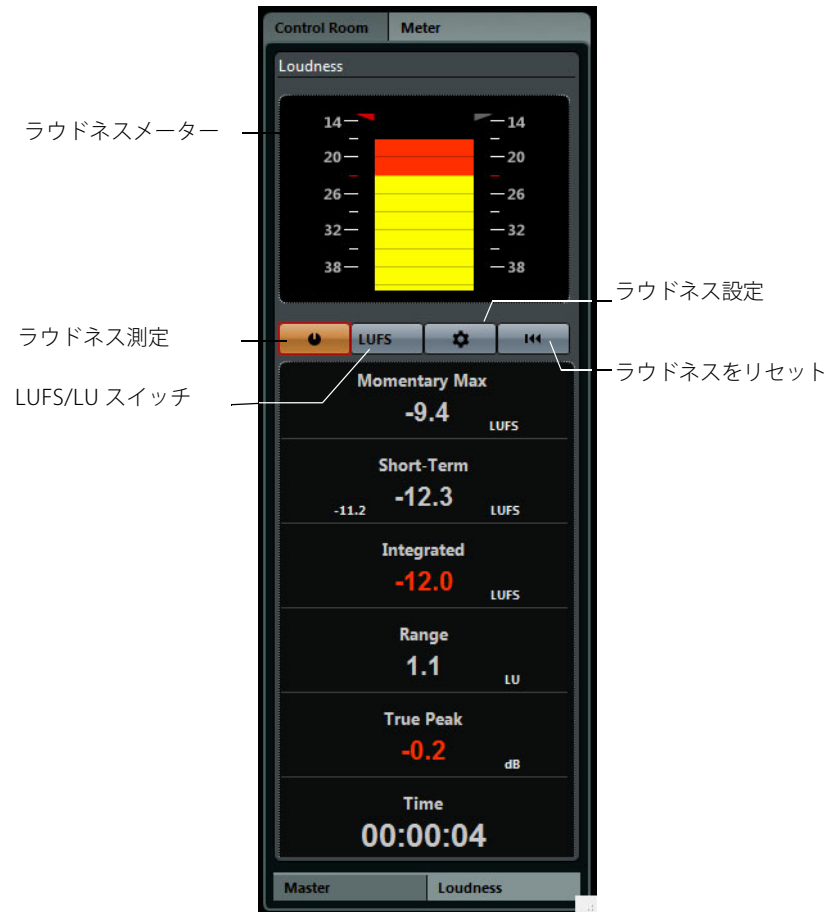 Control Room Meter
Loudness
ラウドネスメーター
14 14
20 20
26 26
32 32
38 38
ラウドネス設定
ラウドネス測定
LUFS
ラウドネスをリセット
LUFS/LU スイッチ
Momentary Max
-9.4 LUFS
Short-Term
-11.2 -12.3 LUFS
Integrated
-12.0 LUFS
Range
1.1 LU
True Peak
-0.2 dB
Time
00:00:04
Master Loudness